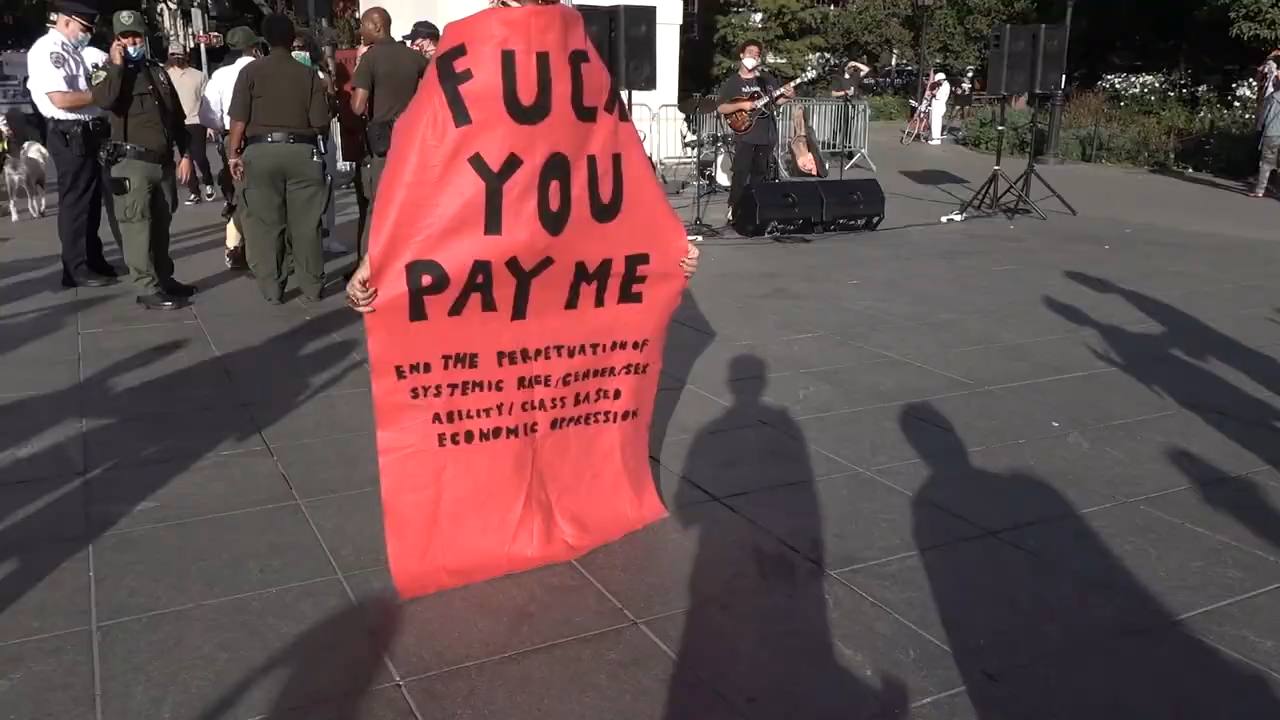 FUCK
YOU
PAY ME
END THE PERPETUATION OF
SYSTEMIC RACE/GENDER/SEX
ABILITY/CLASS BASED
ECONOMIC OPPRESSION